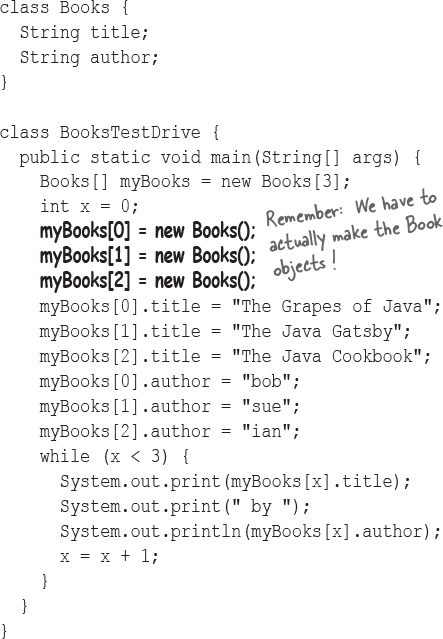 class Books {
String title;
String author;
}
class BooksTestDrive {
public static void main(String[] args) {
Books[] myBooks = new Books[3];
int x = 0;
myBooks[0] = new Books();
myBooks[1] = new Books();
myBooks[2] = new Books();
Remember: We have to
actually make the Book
objects !
myBooks[0].title = "The Grapes of Java";
myBooks[1].title = "The Java Gatsby";
myBooks[2].title = "The Java Cookbook";
myBooks[0].author = "bob";
myBooks[1].author = "sue";
myBooks[2].author = "ian";
while (x < 3) {
System.out.print(myBooks[x].title);
System.out.print(" by ");
System.out.println(myBooks[x].author);
x = x + 1;
}
}
}